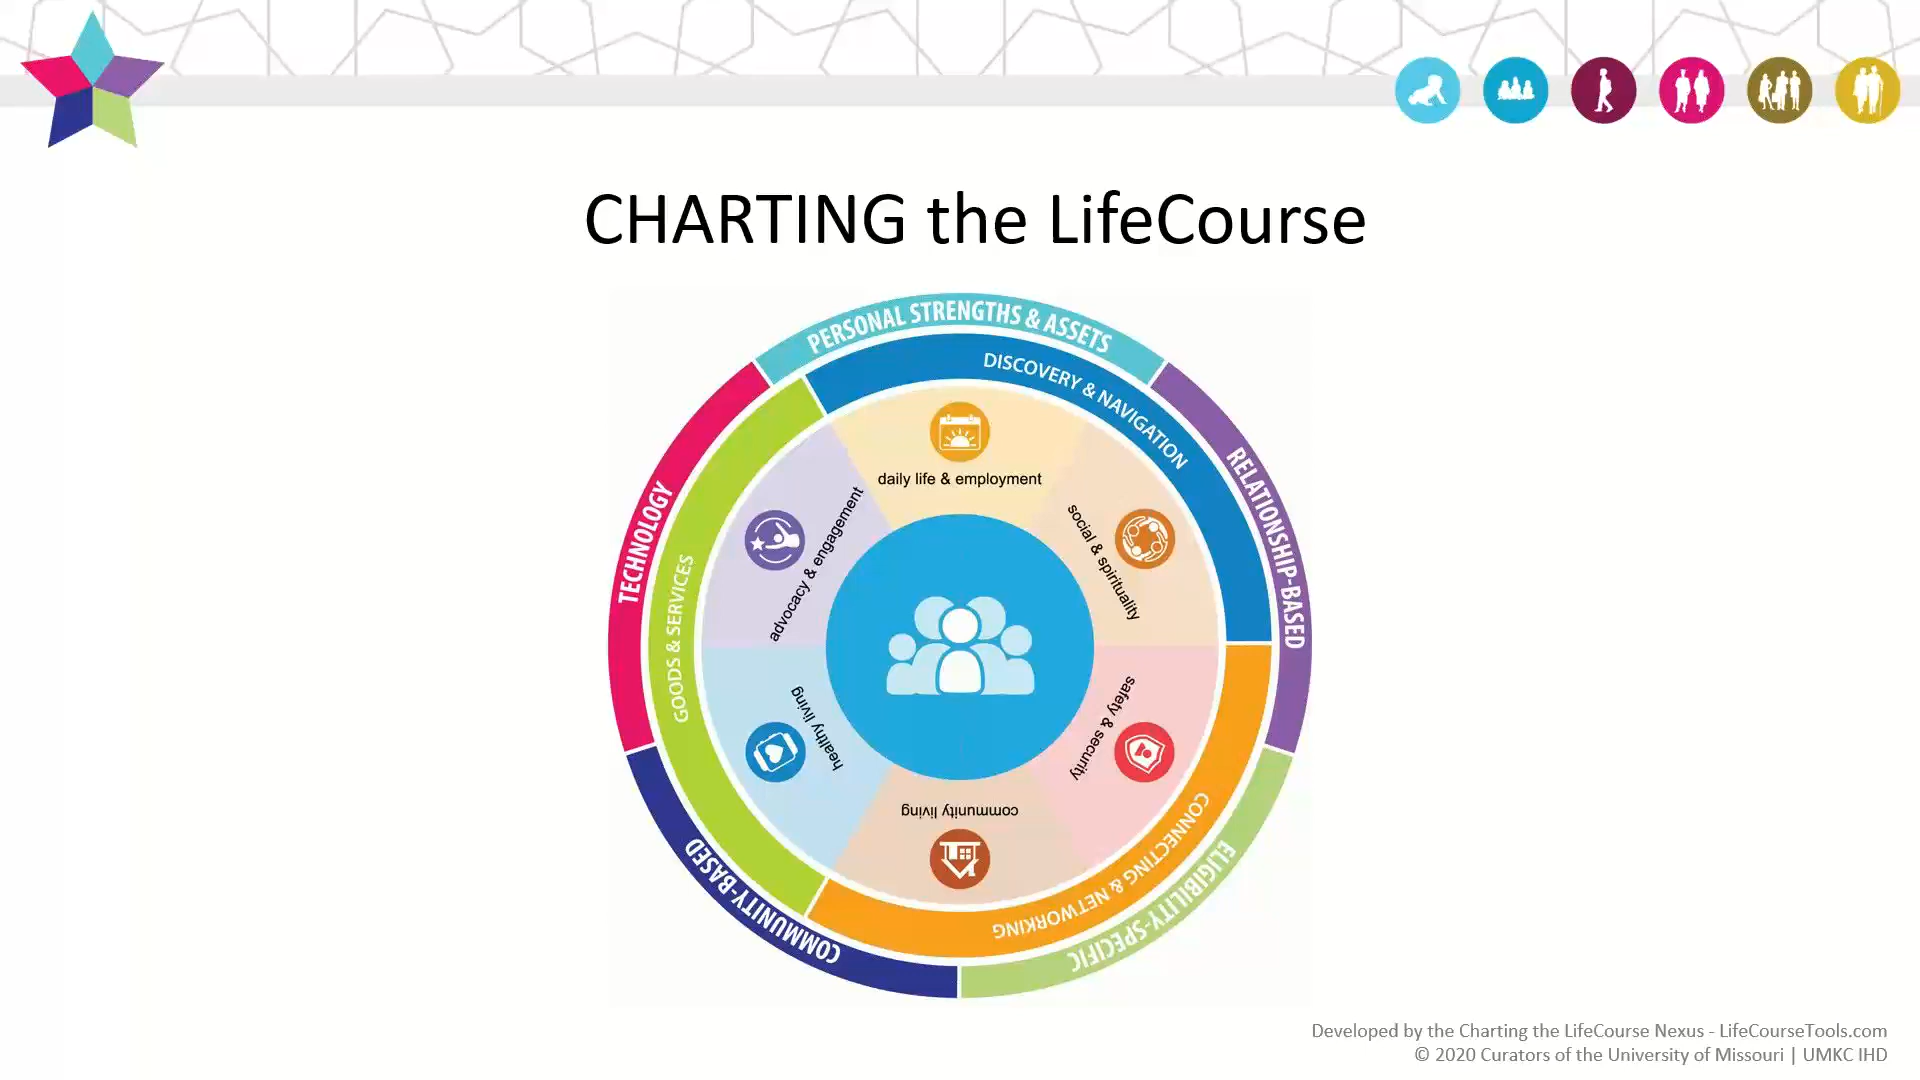 CHARTING the LifeCourse
PERSONAL STRENGTHS & ASSETS
RELATIONSHIP-BASED
ELIGIBILITY-SPECIFIC
COMMUNITY-BASED
TECHNOLOGY
DISCOVERY & NAVIGATION
CONNECTING & NETWORKING
GOODS & SERVICES
daily life & employment
social & spirituality
safety & security
community living
healthy living
advocacy & engagement
Developed by the Charting the LifeCourse Nexus - LifeCourseTools.com
© 2020 Curators of the University of Missouri | UMKC IHD